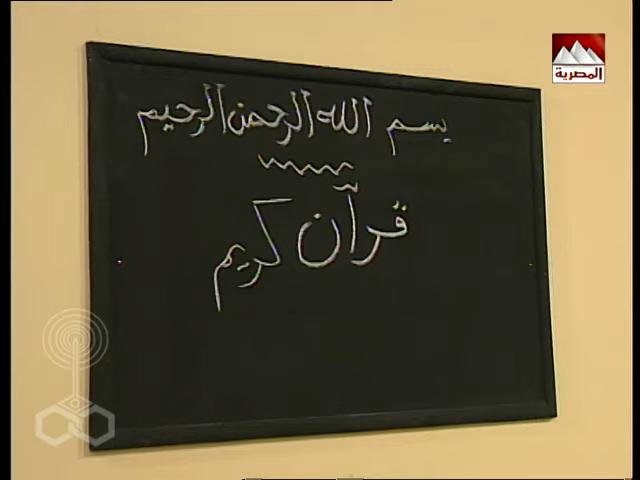 المصرية
بسم الله الرحمن الرحيم
قرآن كريم